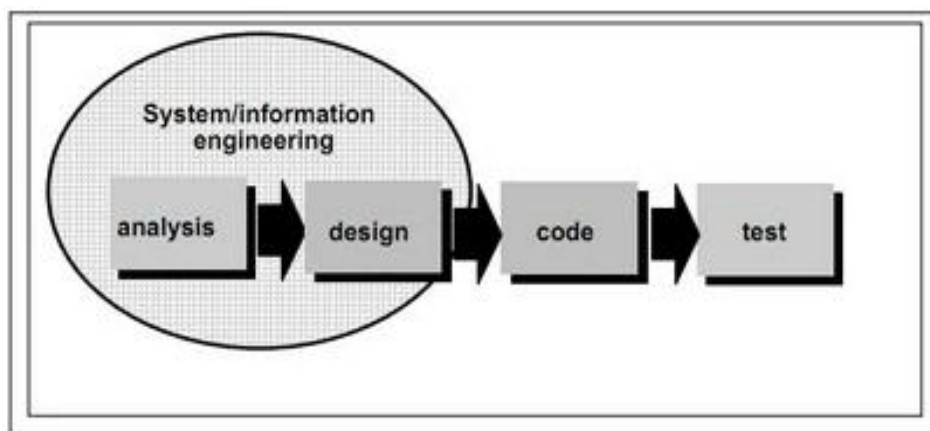 System/information
engineering
analysis
design
code
test